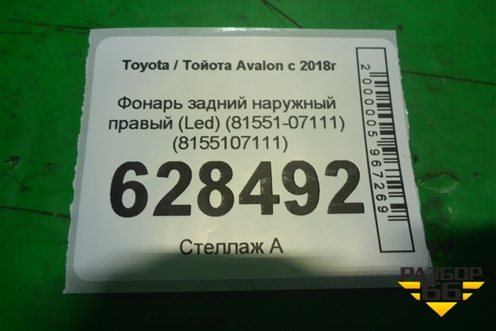 Toyota / Тойота Avalon с 2018г
Фонарь задний наружный
правый (Led) (81551-07111)
(8155107111)
628492
Стеллаж А
2000005967269
РАЗБОР
66